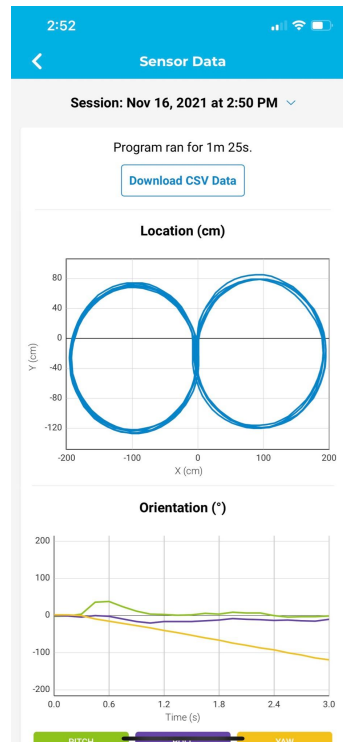 2:52
Sensor Data
Session: Nov 16, 2021 at 2:50 PM
Program ran for 1m 25s.
Download CSV Data
Location (cm)
80
40
0
-40
-80
-120
Y (cm)
-200 -100 0 100 200
X (cm)
Orientation (°)
200
100
0
-100
-200
0.0 0.6 1.2 1.8 2.4 3.0
Time (s)
PITCH YAW